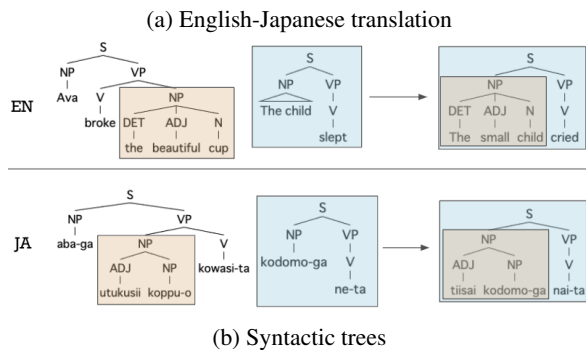 (a) English-Japanese translation
EN
S
NP VP
Ava V NP
broke DET ADJ N
the beautiful cup
S
NP VP
The child V
slept
S
NP VP
DET ADJ N V
The small child cried
JA
S
NP VP
aba-ga NP V
ADJ NP kowasi-ta
utukusii koppu-o
S
NP VP
kodomo-ga V
ne-ta
S
NP VP
ADJ NP V
tiisai kodomo-ga nai-ta
(b) Syntactic trees